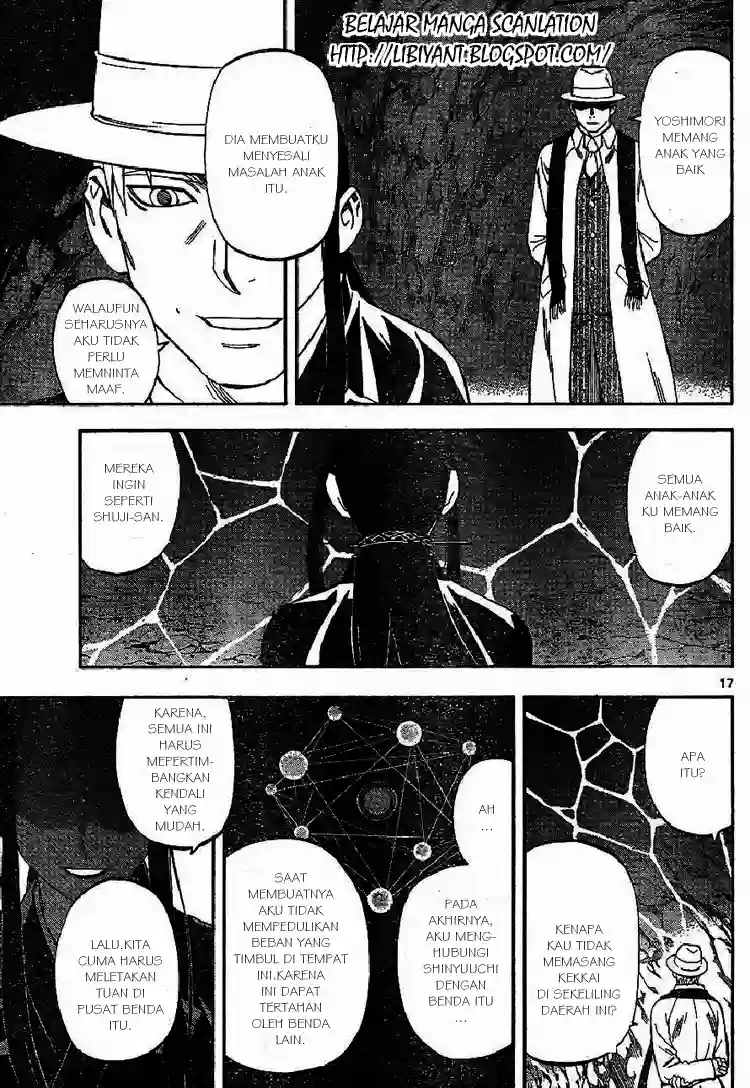 BELAJAR MANGA SCANLATION
HTTP://LIBIYANT.BLOGSPOT.COM/
YOSHIMORI
MEMANG
ANAK YANG
BAIK
DIA MEMBUATKU
MENYESALI
MASALAH ANAK
ITU.
WALAUPUN
SEHARUSNYA
AKU TIDAK
PERLU
MEMNINTA
MAAF.
SEMUA
ANAK-ANAK
KU MEMANG
BAIK.
MEREKA
INGIN
SEPERTI
SHUJI-SAN.
17
APA
ITU?
KENAPA
KAU TIDAK
MEMASANG
KEKKAI
DI SEKELILING
DAERAH INI?
AH
...
PADA
AKHIRNYA,
AKU MENG-
HUBUNGI
SHINYUUCHI
DENGAN
BENDA ITU
...
SAAT
MEMBUATNYA
AKU TIDAK
MEMPEDULIKAN
BEBAN YANG
TIMBUL DI TEMPAT
INI.KARENA
INI DAPAT
TERTAHAN
OLEH BENDA
LAIN.
KARENA,
SEMUA INI
HARUS
MEFERTIM-
BANGKAN
KENDALI
YANG
MUDAH.
LALU.KITA
CUMA HARUS
MELETAKAN
TUAN DI
PUSAT BENDA
ITU.